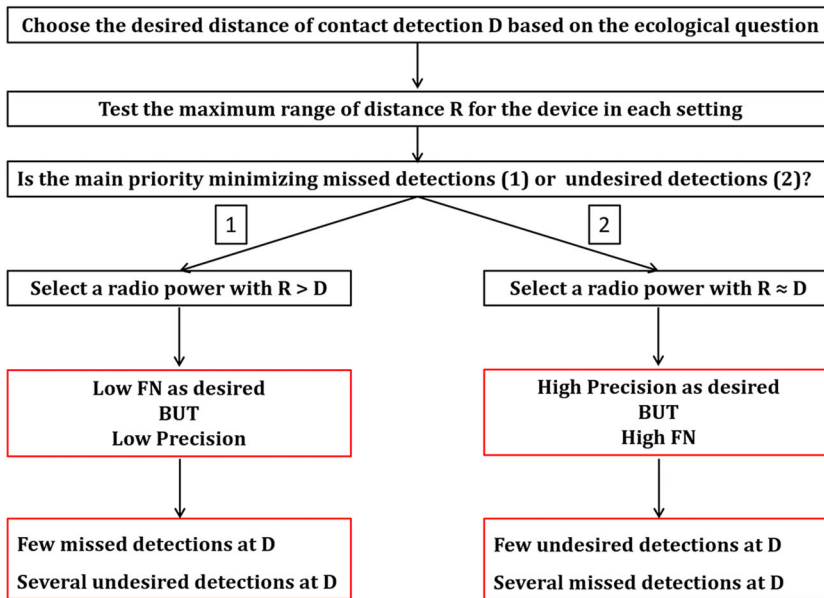 Choose the desired distance of contact detection D based on the ecological question
Test the maximum range of distance R for the device in each setting
Is the main priority minimizing missed detections (1) or undesired detections (2)?
1
2
Select a radio power with R > D
Select a radio power with R ≈ D
Low FN as desired
BUT
Low Precision
High Precision as desired
BUT
High FN
Few missed detections at D
Several undesired detections at D
Few undesired detections at D
Several missed detections at D